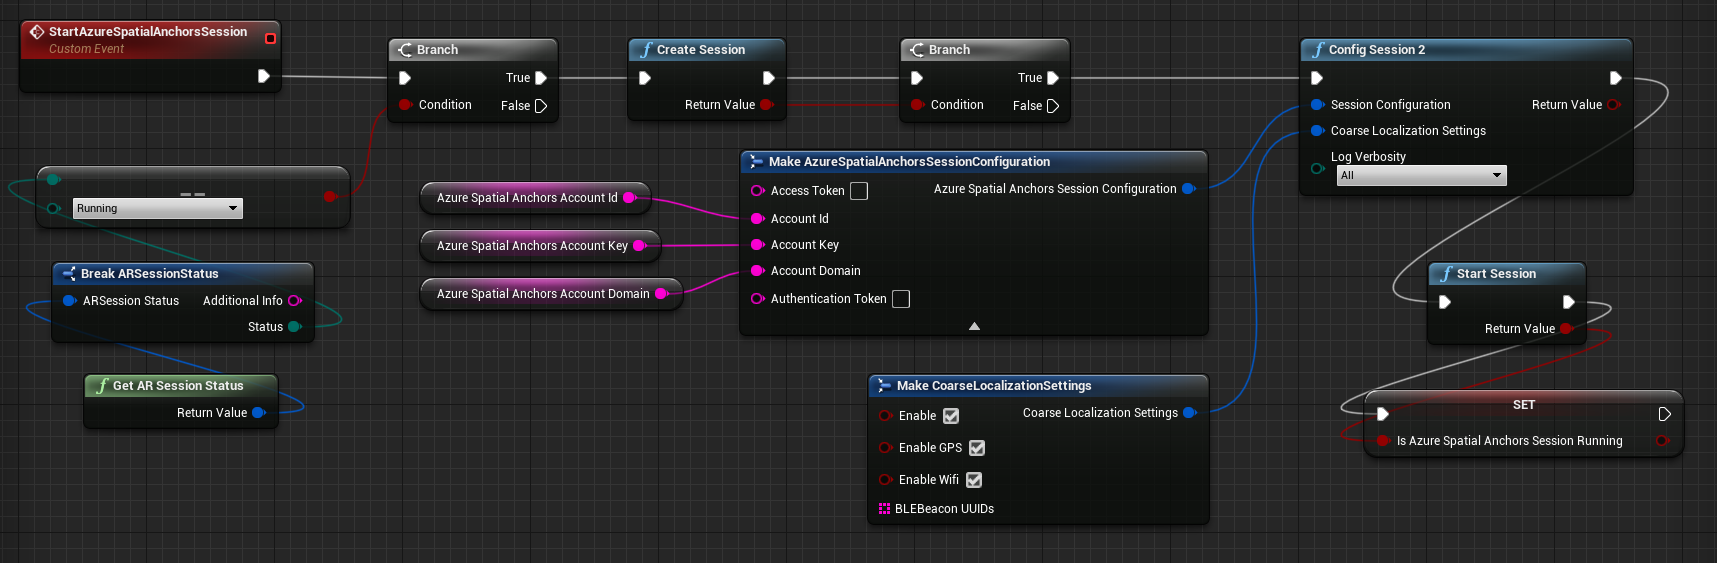 StartAzureSpatialAnchorsSession
Custom Event
Branch
True
Condition
False
Create Session
Return Value
Branch
True
Condition
False
Config Session 2
Session Configuration
Return Value
Coarse Localization Settings
Log Verbosity
All
==
Running
Break ARSessionStatus
ARSession Status
Additional Info
Status
Get AR Session Status
Return Value
Azure Spatial Anchors Account Id
Azure Spatial Anchors Account Key
Azure Spatial Anchors Account Domain
Make AzureSpatialAnchorsSessionConfiguration
Access Token
Azure Spatial Anchors Session Configuration
Account Id
Account Key
Account Domain
Authentication Token
Make CoarseLocalizationSettings
Enable
Coarse Localization Settings
Enable GPS
Enable Wifi
BLEBeacon UUIDs
Start Session
Return Value
SET
Is Azure Spatial Anchors Session Running